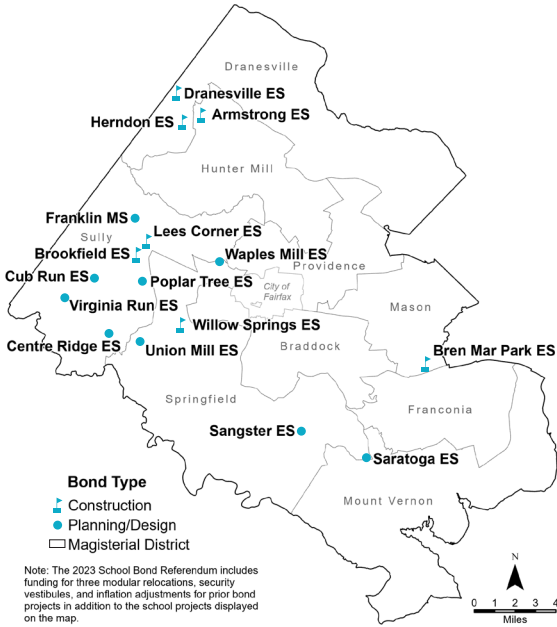 Dranesville
Dranesville ES
Armstrong ES
Herndon ES
Hunter Mill
Franklin MS
Lees Corner ES
Sully
Brookfield ES
Waples Mill ES
Providence
Cub Run ES
Poplar Tree ES
City of
Fairfax
Virginia Run ES
Mason
Willow Springs ES
Centre Ridge ES
Union Mill ES
Braddock
Bren Mar Park ES
Springfield
Franconia
Sangster ES
Saratoga ES
Mount Vernon
Bond Type
Construction
Planning/Design
Magisterial District
Note: The 2023 School Bond Referendum includes
funding for three modular relocations, security
vestibules, and inflation adjustments for prior bond
projects in addition to the school projects displayed
on the map.
N
0 1 2 3 4
Miles